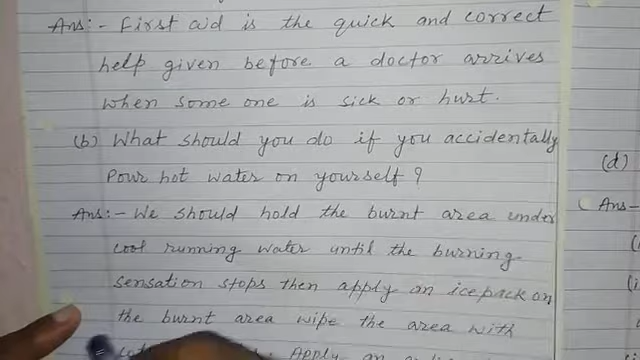 Ans:- First aid is the quick and correct
help given before a doctor arrives
when some one is sick or hurt.
(b) What should you do if you accidentally
Pour hot water on yourself ?
Ans:- We should hold the burnt area under
cool running water until the burning
sensation stops then apply an icepack on
the burnt area wipe the area with
Apply an
(d)
Ans-